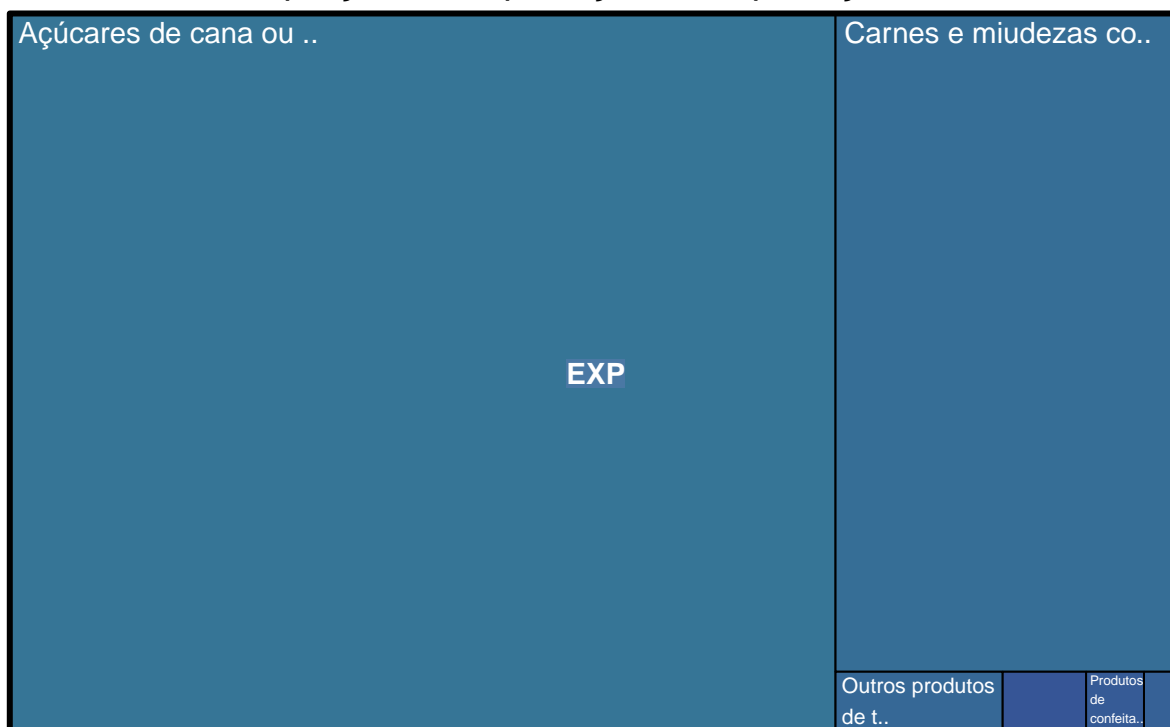 Açúcares de cana ou ..
Carnes e miudezas co..
EXP
Outros produtos
de t..
Produtos
de
confeita..